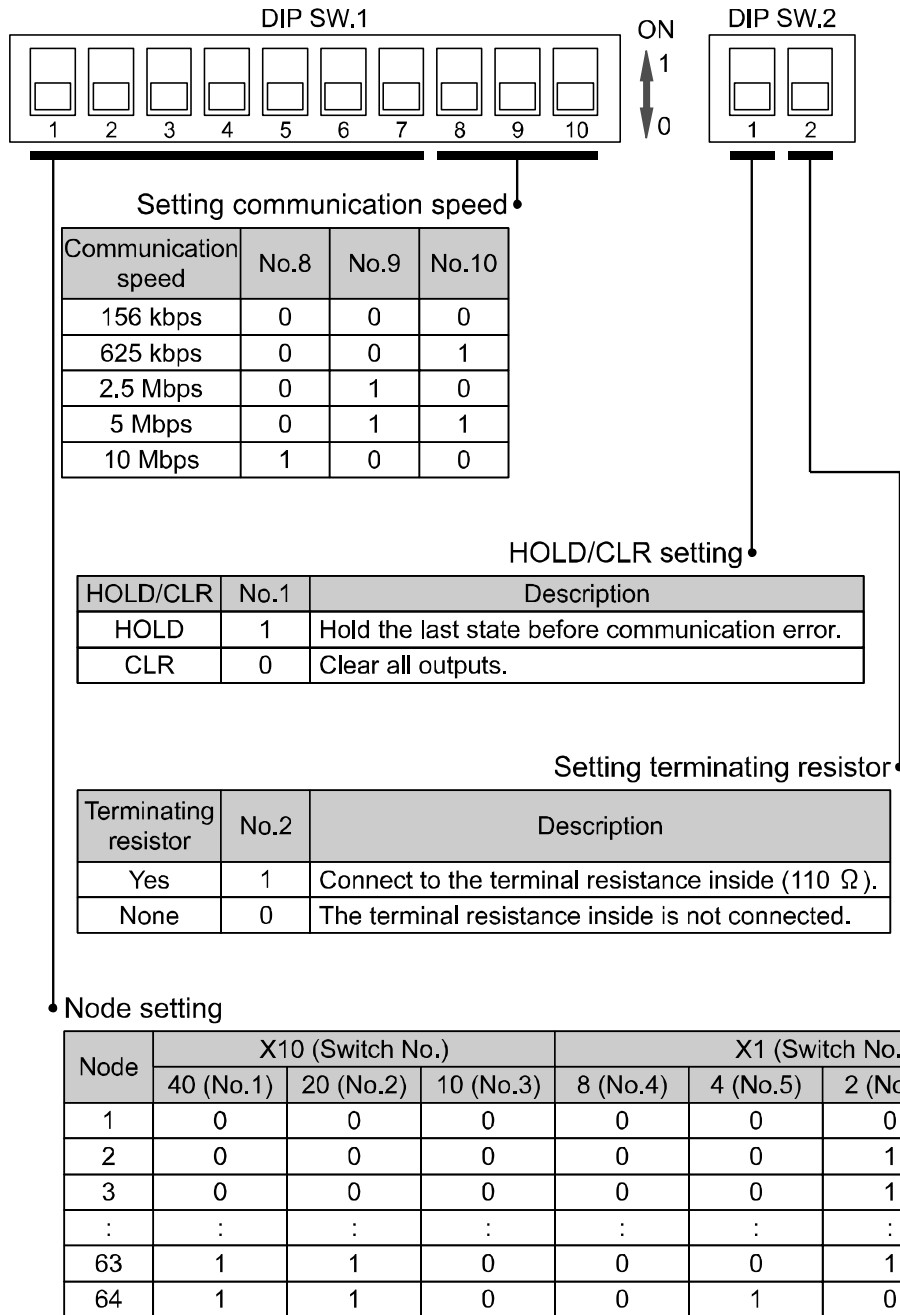 DIP SW.1
DIP SW.2
ON
1
0
1 2 3 4 5 6 7 8 9 10
1 2
Setting communication speed
Communication speed No.8 No.9 No.10
156 kbps 0 0 0
625 kbps 0 0 1
2.5 Mbps 0 1 0
5 Mbps 0 1 1
10 Mbps 1 0 0
HOLD/CLR setting
HOLD/CLR No.1 Description
HOLD 1 Hold the last state before communication error.
CLR 0 Clear all outputs.
Setting terminating resistor
Terminating resistor No.2 Description
Yes 1 Connect to the terminal resistance inside (110 Ω).
None 0 The terminal resistance inside is not connected.
Node setting
Node X10 (Switch No.) X1 (Switch No.
40 (No.1) 20 (No.2) 10 (No.3) 8 (No.4) 4 (No.5) 2 (No
1 0 0 0 0 0 0
2 0 0 0 0 0 1
3 0 0 0 0 0 1
: : : : : : :
63 1 1 0 0 0 1
64 1 1 0 0 1 0